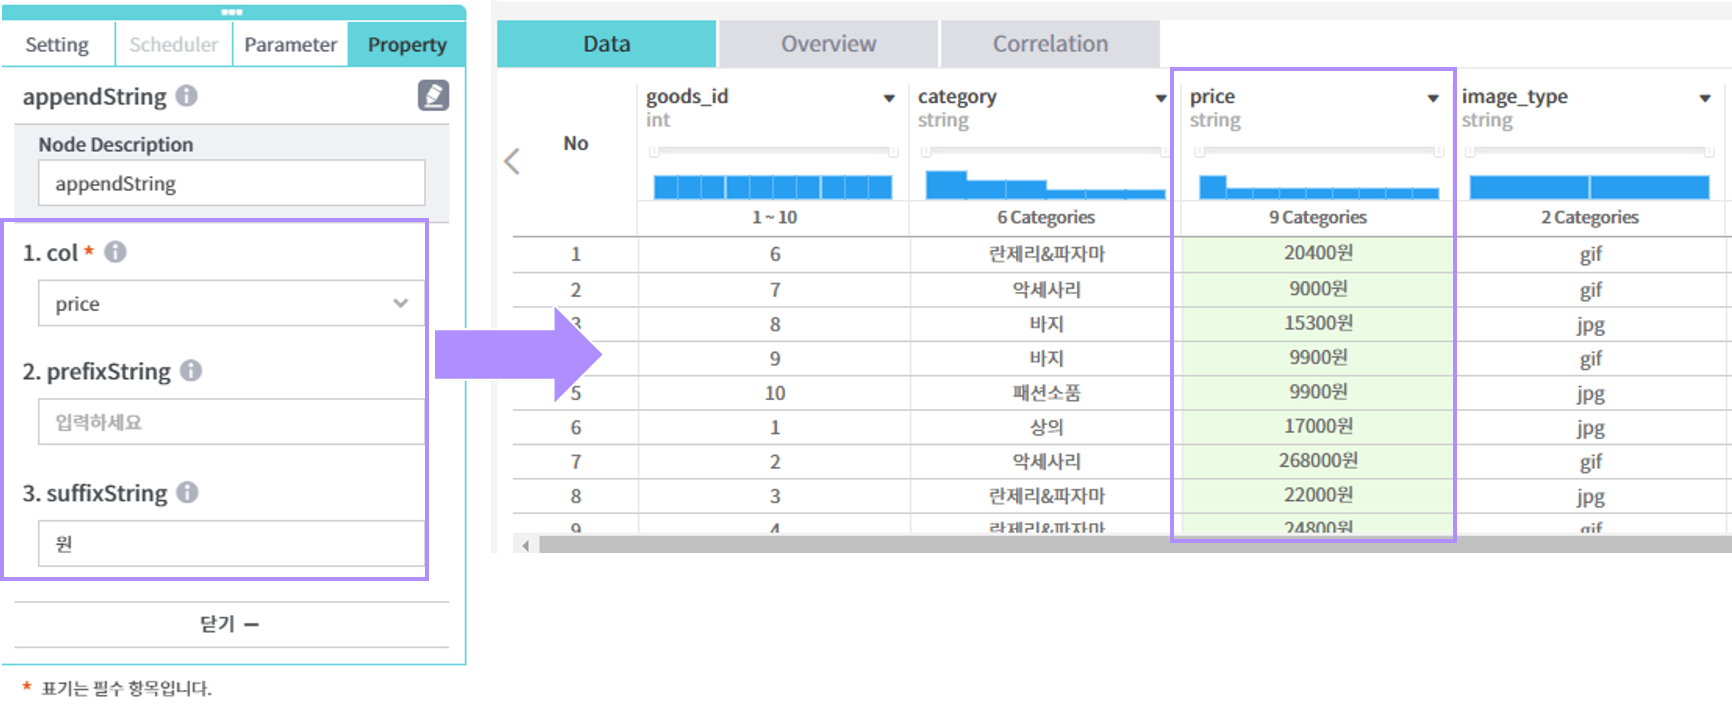 Setting Scheduler Parameter Property
appendString
Node Description
appendString
1. col *
price
2. prefixString
입력하세요
3. suffixString
원
닫기
* 표기는 필수 항목입니다.
Data Overview Correlation
No goods_id category price image_type
int string string string
1 ~ 10 6 Categories 9 Categories 2 Categories
1 6 란제리&파자마 20400원 gif
2 7 악세사리 9000원 gif
3 8 바지 15300원 jpg
9 바지 9900원 gif
5 10 패션소품 9900원 jpg
6 1 상의 17000원 jpg
7 2 악세사리 268000원 gif
8 3 란제리&파자마 22000원 jpg
9 4 란제리&파자마 24800원 gif